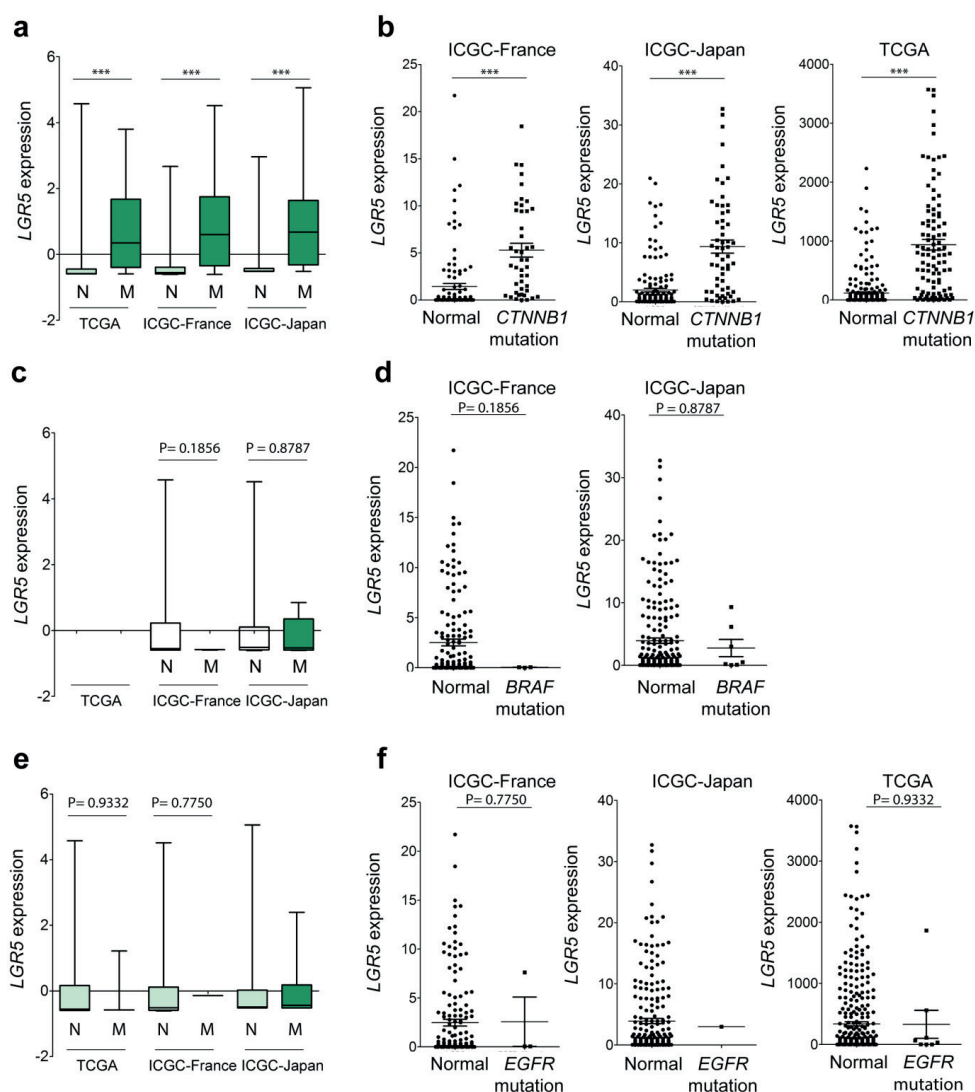 a
6
4
2
0
-2
LGR5 expression
***
***
***
N M N M N M
TCGA ICGC-France ICGC-Japan
b
ICGC-France
25
20
15
10
5
0
LGR5 expression
***
Normal CTNNB1
mutation
ICGC-Japan
40
30
20
10
0
LGR5 expression
***
Normal CTNNB1
mutation
TCGA
4000
3000
2000
1000
0
LGR5 expression
***
Normal CTNNB1
mutation
c
6
4
2
0
-2
LGR5 expression
P= 0.1856
P= 0.8787
N M N M
TCGA ICGC-France ICGC-Japan
d
ICGC-France
P= 0.1856
25
20
15
10
5
0
LGR5 expression
Normal BRAF
mutation
ICGC-Japan
P= 0.8787
40
30
20
10
0
LGR5 expression
Normal BRAF
mutation
e
6
4
2
0
-2
LGR5 expression
P= 0.9332
P= 0.7750
N M N M N M
TCGA ICGC-France ICGC-Japan
f
ICGC-France
P= 0.7750
25
20
15
10
5
0
LGR5 expression
Normal EGFR
mutation
ICGC-Japan
40
30
20
10
0
LGR5 expression
Normal EGFR
mutation
TCGA
P= 0.9332
4000
3000
2000
1000
0
LGR5 expression
Normal EGFR
mutation